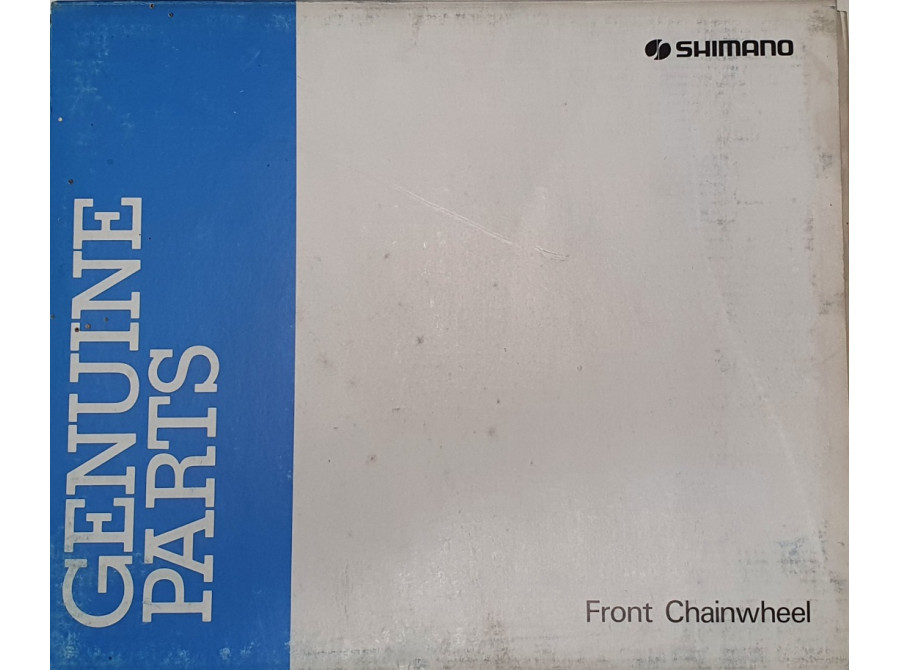 SHIMANO
GENUINE
PARTS
Front Chainwheel